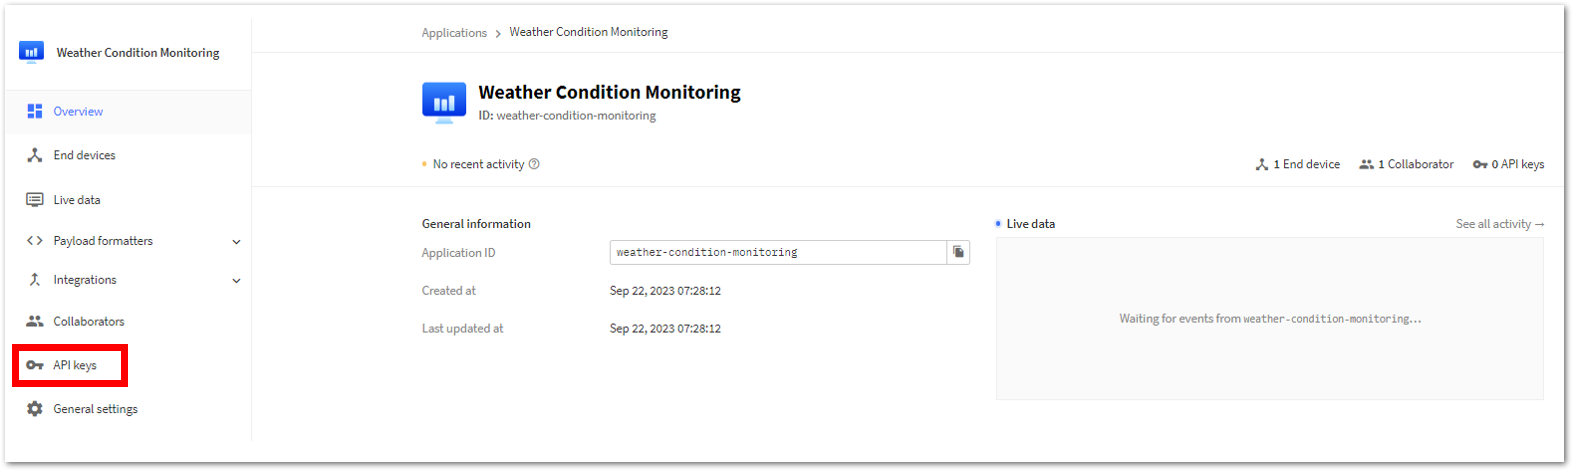 Weather Condition Monitoring
Overview
End devices
Live data
Payload formatters
Integrations
Collaborators
API keys
General settings
Applications > Weather Condition Monitoring
Weather Condition Monitoring
ID: weather-condition-monitoring
No recent activity
1 End device 1 Collaborator 0 API keys
General information
Application ID weather-condition-monitoring
Created at Sep 22, 2023 07:28:12
Last updated at Sep 22, 2023 07:28:12
Live data See all activity →
Waiting for events from weather-condition-monitoring...